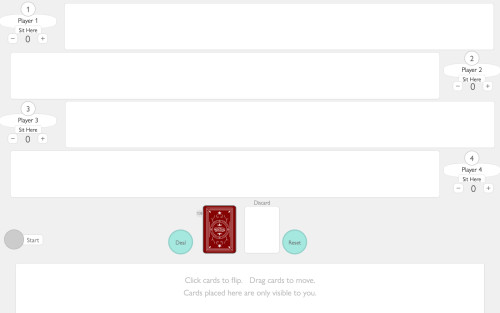 1
Player 1
Sit Here
− 0 +
2
Player 2
Sit Here
− 0 +
3
Player 3
Sit Here
− 0 +
4
Player 4
Sit Here
− 0 +
Discard
Deal
Reset
Start
Click cards to flip. Drag cards to move.
Cards placed here are only visible to you.